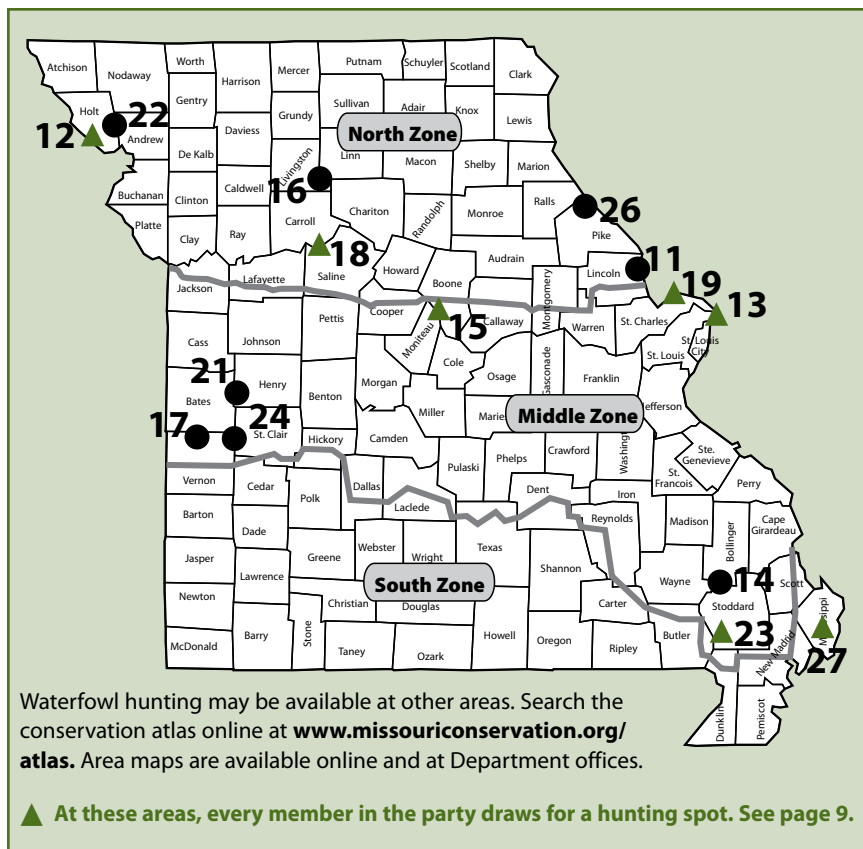 Atchison
Nodaway
Worth
Harrison
Mercer
Putnam
Schuyler
Scotland
Clark
Holt
22
12
Andrew
Gentry
De Kalb
Daviess
Grundy
Sullivan
Adair
Knox
Lewis
North Zone
Livingston
Linn
Macon
Shelby
Marion
16
Buchanan
Clinton
Caldwell
Carroll
Chariton
Randolph
Monroe
Ralls
26
Platte
Clay
Ray
18
Pike
Howard
Audrain
Boone
Jackson
Lafayette
Saline
Montgomery
Lincoln
11
19
13
Cooper
15
Callaway
Warren
St. Charles
St. Louis
City
Cass
Johnson
Pettis
Moniteau
Cole
Osage
Gasconade
Franklin
St. Louis
21
Henry
Bates
Benton
Morgan
Miller
Maries
Middle Zone
Jefferson
17
24
St. Clair
Hickory
Camden
Pulaski
Phelps
Crawford
Washington
Ste.
Genevieve
St.
Francois
Perry
Vernon
Cedar
Polk
Dallas
Laclede
Dent
Iron
Reynolds
Madison
Bollinger
Cape
Girardeau
Barton
Dade
Jasper
Lawrence
Greene
Webster
Wright
Texas
Shannon
Wayne
14
Scott
South Zone
Newton
Christian
Douglas
Carter
Stoddard
Mississippi
McDonald
Barry
Stone
Taney
Ozark
Howell
Oregon
Ripley
Butler
23
New Madrid
27
Dunklin
Pemiscot
Waterfowl hunting may be available at other areas. Search the
conservation atlas online at www.missouriconservation.org/
atlas. Area maps are available online and at Department offices.
At these areas, every member in the party draws for a hunting spot. See page 9.